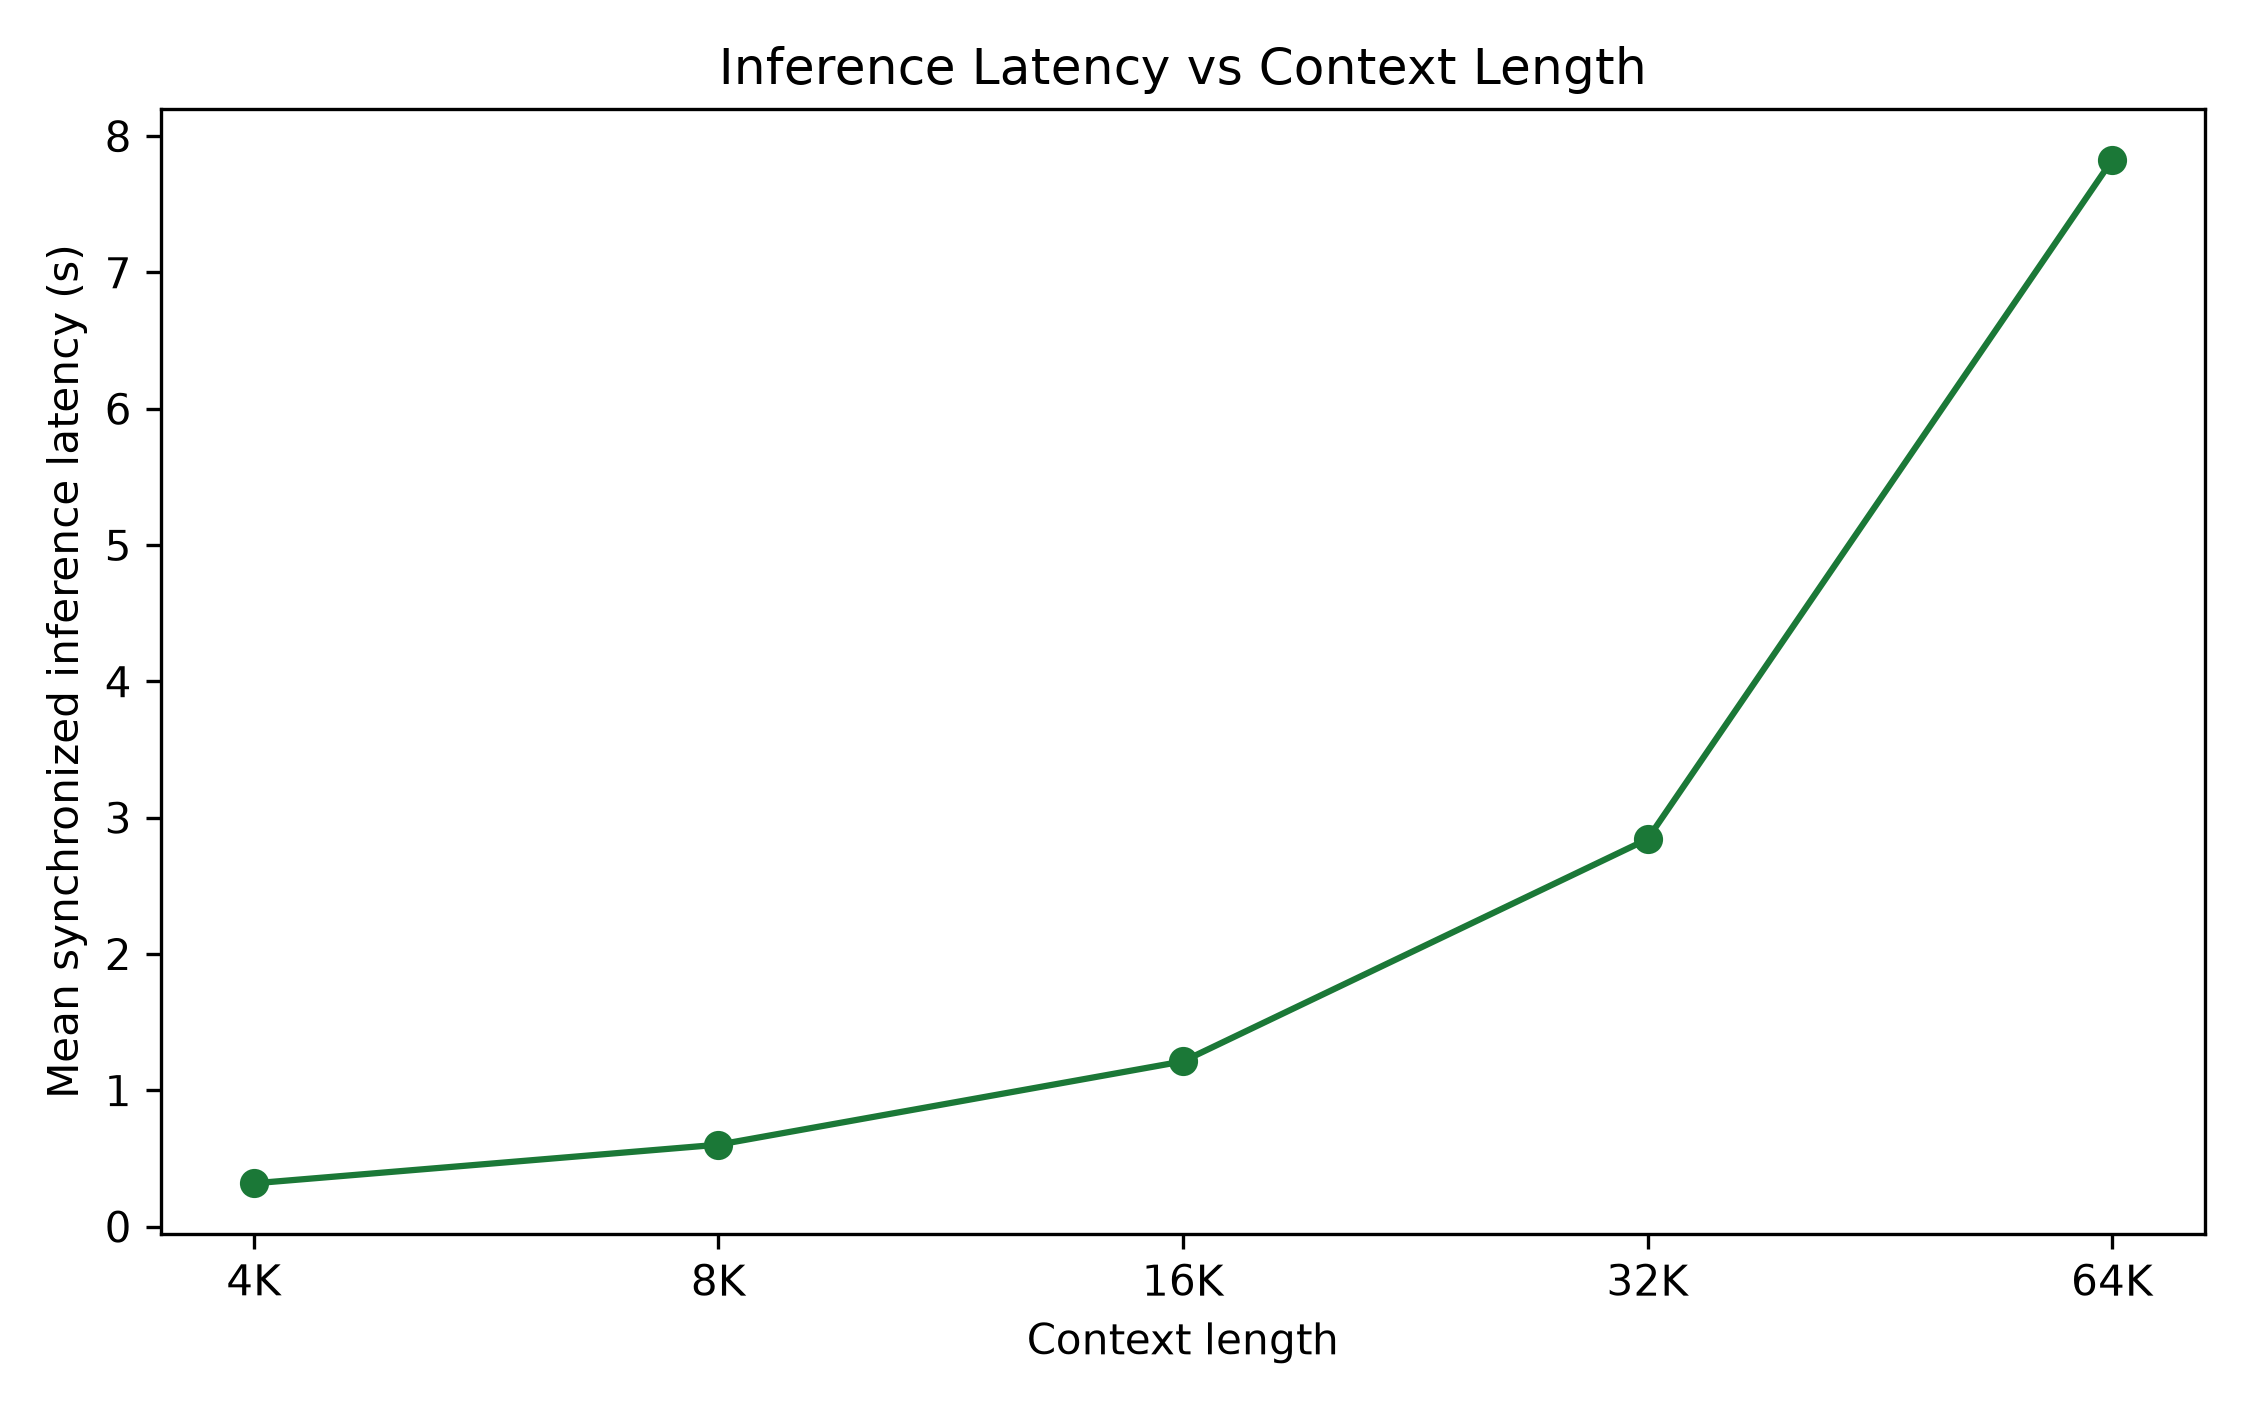 Inference Latency vs Context Length
Mean synchronized inference latency (s)
8
7
6
5
4
3
2
1
0
4K 8K 16K 32K 64K
Context length